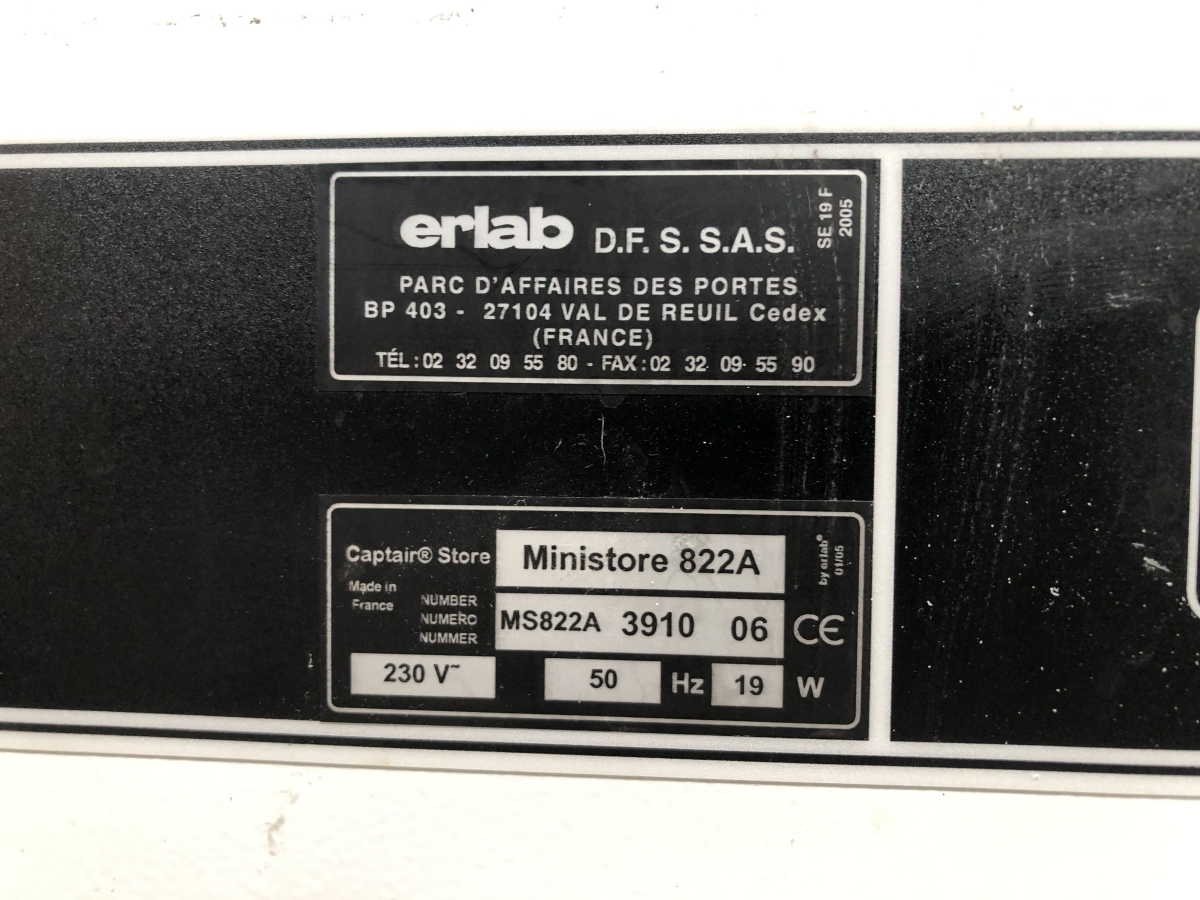 erlab D.F. S. S.A.S.
SE 19 F
2005
PARC D'AFFAIRES DES PORTES
BP 403 - 27104 VAL DE REUIL Cedex
(FRANCE)
TÉL : 02 32 09 55 80 - FAX : 02 32 09 55 90
Captair® Store Ministore 822A
by erlab®
01/05
Made in
France
NUMBER
NUMERO
NUMMER
MS822A 3910 06 CE
230 V~ 50 Hz 19 W